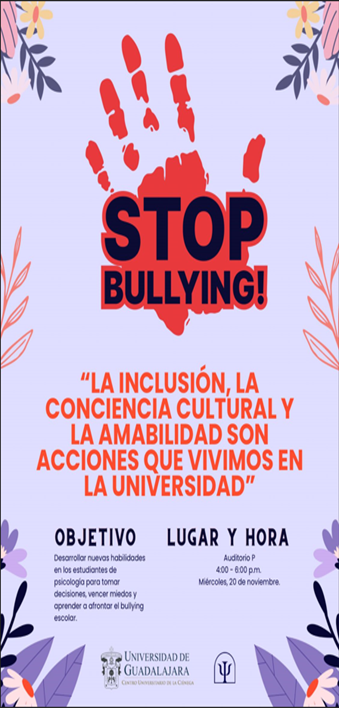 STOP
BULLYING!
“LA INCLUSIÓN, LA
CONCIENCIA CULTURAL Y
LA AMABILIDAD SON
ACCIONES QUE VIVIMOS EN
LA UNIVERSIDAD”
OBJETIVO
Desarrollar nuevas habilidades
en los estudiantes de
psicología para tomar
decisiones, vencer miedos y
aprender a afrontar el bullying
escolar.
LUGAR Y HORA
Auditorio P
4:00 - 6:00 p.m.
Miércoles, 20 de noviembre.
UNIVERSIDAD DE
GUADALAJARA
CENTRO UNIVERSITARIO DE LA CIÉNEGA